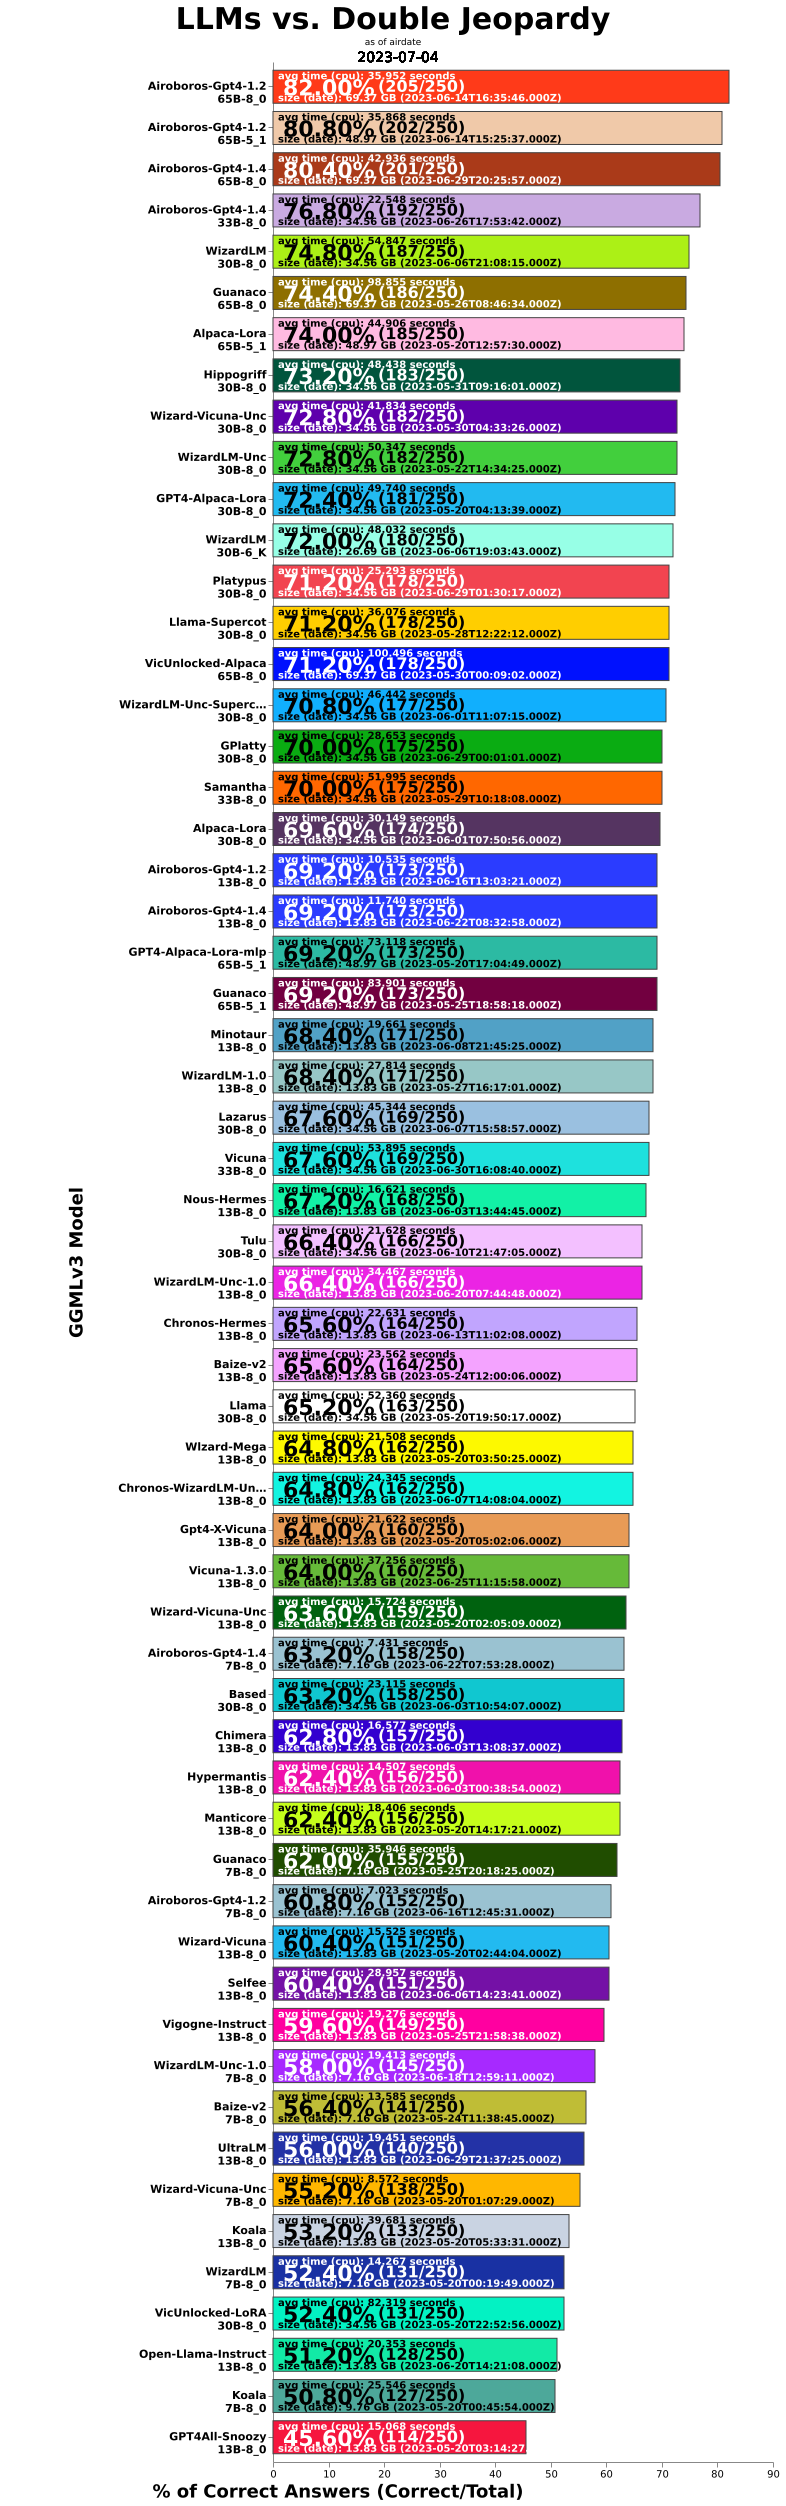 LLMs vs. Double Jeopardy
as of airdate
2023-07-04
GGMLv3 Model
Airoboros-Gpt4-1.2
65B-8_0
avg time (cpu): 35,952 seconds
82.00% (205/250)
size (date): 69.37 GB (2023-06-14T16:35:46.000Z)
Airoboros-Gpt4-1.2
65B-5_1
avg time (cpu): 35.868 seconds
80.80% (202/250)
size (date): 48.97 GB (2023-06-14T15:25:37.000Z)
Airoboros-Gpt4-1.4
65B-8_0
avg time (cpu): 42,936 seconds
80.40% (201/250)
size (date): 69.37 GB (2023-06-29T20:25:57.000Z)
Airoboros-Gpt4-1.4
33B-8_0
avg time (cpu): 22.548 seconds
76.80% (192/250)
size (date): 34.56 GB (2023-06-26T17:53:42.000Z)
WizardLM
30B-8_0
avg time (cpu): 54.847 seconds
74.80% (187/250)
size (date): 34.56 GB (2023-06-06T21:08:15.000Z)
Guanaco
65B-8_0
avg time (cpu): 98.855 seconds
74.40% (186/250)
size (date): 69.37 GB (2023-05-26T08:46:34.000Z)
Alpaca-Lora
65B-5_1
avg time (cpu): 44.906 seconds
74.00% (185/250)
size (date): 48.97 GB (2023-05-20T12:57:30.000Z)
Hippogriff
30B-8_0
avg time (cpu): 48.438 seconds
73.20% (183/250)
size (date): 34.56 GB (2023-05-31T09:16:01.000Z)
Wizard-Vicuna-Unc
30B-8_0
avg time (cpu): 41.834 seconds
72.80% (182/250)
size (date): 34.56 GB (2023-05-30T04:33:26.000Z)
WizardLM-Unc
30B-8_0
avg time (cpu): 50.347 seconds
72.80% (182/250)
size (date): 34.56 GB (2023-05-22T14:34:25.000Z)
GPT4-Alpaca-Lora
30B-8_0
avg time (cpu): 49.740 seconds
72.40% (181/250)
size (date): 34.56 GB (2023-05-20T04:13:39.000Z)
WizardLM
30B-6_K
avg time (cpu): 48.032 seconds
72.00% (180/250)
size (date): 26.69 GB (2023-06-06T19:03:43.000Z)
Platypus
30B-8_0
avg time (cpu): 25.293 seconds
71.20% (178/250)
size (date): 34.56 GB (2023-06-29T01:30:17.000Z)
Llama-Supercot
30B-8_0
avg time (cpu): 36.076 seconds
71.20% (178/250)
size (date): 34.56 GB (2023-05-28T12:22:12.000Z)
VicUnlocked-Alpaca
65B-8_0
avg time (cpu): 100.496 seconds
71.20% (178/250)
size (date): 69.37 GB (2023-05-30T00:09:02.000Z)
WizardLM-Unc-Superc…
30B-8_0
avg time (cpu): 46.442 seconds
70.80% (177/250)
size (date): 34.56 GB (2023-06-01T11:07:15.000Z)
GPlatty
30B-8_0
avg time (cpu): 28.653 seconds
70.00% (175/250)
size (date): 34.56 GB (2023-06-29T00:01:01.000Z)
Samantha
33B-8_0
avg time (cpu): 51.995 seconds
70.00% (175/250)
size (date): 34.56 GB (2023-05-29T10:18:08.000Z)
Alpaca-Lora
30B-8_0
avg time (cpu): 30.149 seconds
69.60% (174/250)
size (date): 34.56 GB (2023-06-01T07:50:56.000Z)
Airoboros-Gpt4-1.2
13B-8_0
avg time (cpu): 10.535 seconds
69.20% (173/250)
size (date): 13.83 GB (2023-06-16T13:03:21.000Z)
Airoboros-Gpt4-1.4
13B-8_0
avg time (cpu): 11.740 seconds
69.20% (173/250)
size (date): 13.83 GB (2023-06-22T08:32:58.000Z)
GPT4-Alpaca-Lora-mlp
65B-5_1
avg time (cpu): 73.118 seconds
69.20% (173/250)
size (date): 48.97 GB (2023-05-20T17:04:49.000Z)
Guanaco
65B-5_1
avg time (cpu): 83.901 seconds
69.20% (173/250)
size (date): 48.97 GB (2023-05-25T18:58:18.000Z)
Minotaur
13B-8_0
avg time (cpu): 19.661 seconds
68.40% (171/250)
size (date): 13.83 GB (2023-06-08T21:45:25.000Z)
WizardLM-1.0
13B-8_0
avg time (cpu): 27.814 seconds
68.40% (171/250)
size (date): 13.83 GB (2023-05-27T16:17:01.000Z)
Lazarus
30B-8_0
avg time (cpu): 45.344 seconds
67.60% (169/250)
size (date): 34.56 GB (2023-06-07T15:58:57.000Z)
Vicuna
33B-8_0
avg time (cpu): 53.895 seconds
67.60% (169/250)
size (date): 34.56 GB (2023-06-30T16:08:40.000Z)
Nous-Hermes
13B-8_0
avg time (cpu): 16.621 seconds
67.20% (168/250)
size (date): 13.83 GB (2023-06-03T13:44:45.000Z)
Tulu
30B-8_0
avg time (cpu): 21.628 seconds
66.40% (166/250)
size (date): 34.56 GB (2023-06-10T21:47:05.000Z)
WizardLM-Unc-1.0
13B-8_0
avg time (cpu): 34.467 seconds
66.40% (166/250)
size (date): 13.83 GB (2023-06-20T07:44:48.000Z)
Chronos-Hermes
13B-8_0
avg time (cpu): 22.631 seconds
65.60% (164/250)
size (date): 13.83 GB (2023-06-13T11:02:08.000Z)
Baize-v2
13B-8_0
avg time (cpu): 23.562 seconds
65.60% (164/250)
size (date): 13.83 GB (2023-05-24T12:00:06.000Z)
Llama
30B-8_0
avg time (cpu): 52.360 seconds
65.20% (163/250)
size (date): 34.56 GB (2023-05-20T19:50:17.000Z)
WIzard-Mega
13B-8_0
avg time (cpu): 21.508 seconds
64.80% (162/250)
size (date): 13.83 GB (2023-05-20T03:50:25.000Z)
Chronos-WizardLM-Un…
13B-8_0
avg time (cpu): 24.345 seconds
64.80% (162/250)
size (date): 13.83 GB (2023-06-07T14:08:04.000Z)
Gpt4-X-Vicuna
13B-8_0
avg time (cpu): 21.622 seconds
64.00% (160/250)
size (date): 13.83 GB (2023-05-20T05:02:06.000Z)
Vicuna-1.3.0
13B-8_0
avg time (cpu): 37.256 seconds
64.00% (160/250)
size (date): 13.83 GB (2023-06-25T11:15:58.000Z)
Wizard-Vicuna-Unc
13B-8_0
avg time (cpu): 15.724 seconds
63.60% (159/250)
size (date): 13.83 GB (2023-05-20T02:05:09.000Z)
Airoboros-Gpt4-1.4
7B-8_0
avg time (cpu): 7.431 seconds
63.20% (158/250)
size (date): 7.16 GB (2023-06-22T07:53:28.000Z)
Based
30B-8_0
avg time (cpu): 23.115 seconds
63.20% (158/250)
size (date): 34.56 GB (2023-06-03T10:54:07.000Z)
Chimera
13B-8_0
avg time (cpu): 16.577 seconds
62.80% (157/250)
size (date): 13.83 GB (2023-06-03T13:08:37.000Z)
Hypermantis
13B-8_0
avg time (cpu): 14.507 seconds
62.40% (156/250)
size (date): 13.83 GB (2023-06-03T00:38:54.000Z)
Manticore
13B-8_0
avg time (cpu): 18.406 seconds
62.40% (156/250)
size (date): 13.83 GB (2023-05-20T14:17:21.000Z)
Guanaco
7B-8_0
avg time (cpu): 35.946 seconds
62.00% (155/250)
size (date): 7.16 GB (2023-05-25T20:18:25.000Z)
Airoboros-Gpt4-1.2
7B-8_0
avg time (cpu): 7.023 seconds
60.80% (152/250)
size (date): 7.16 GB (2023-06-16T12:45:31.000Z)
Wizard-Vicuna
13B-8_0
avg time (cpu): 15.525 seconds
60.40% (151/250)
size (date): 13.83 GB (2023-05-20T02:44:04.000Z)
Selfee
13B-8_0
avg time (cpu): 28.957 seconds
60.40% (151/250)
size (date): 13.83 GB (2023-06-06T14:23:41.000Z)
Vigogne-Instruct
13B-8_0
avg time (cpu): 19.276 seconds
59.60% (149/250)
size (date): 13.83 GB (2023-05-25T21:58:38.000Z)
WizardLM-Unc-1.0
7B-8_0
avg time (cpu): 19.413 seconds
58.00% (145/250)
size (date): 7.16 GB (2023-06-18T12:59:11.000Z)
Baize-v2
7B-8_0
avg time (cpu): 13.585 seconds
56.40% (141/250)
size (date): 7.16 GB (2023-05-24T11:38:45.000Z)
UltraLM
13B-8_0
avg time (cpu): 19.451 seconds
56.00% (140/250)
size (date): 13.83 GB (2023-06-29T21:37:25.000Z)
Wizard-Vicuna-Unc
7B-8_0
avg time (cpu): 8.572 seconds
55.20% (138/250)
size (date): 7.16 GB (2023-05-20T01:07:29.000Z)
Koala
13B-8_0
avg time (cpu): 39.681 seconds
53.20% (133/250)
size (date): 13.83 GB (2023-05-20T05:33:31.000Z)
WizardLM
7B-8_0
avg time (cpu): 14.267 seconds
52.40% (131/250)
size (date): 7.16 GB (2023-05-20T00:19:49.000Z)
VicUnlocked-LoRA
30B-8_0
avg time (cpu): 82.319 seconds
52.40% (131/250)
size (date): 34.56 GB (2023-05-20T22:52:56.000Z)
Open-Llama-Instruct
13B-8_0
avg time (cpu): 20.353 seconds
51.20% (128/250)
size (date): 13.83 GB (2023-06-20T14:21:08.000Z)
Koala
7B-8_0
avg time (cpu): 25.546 seconds
50.80% (127/250)
size (date): 9.76 GB (2023-05-20T00:45:54.000Z)
GPT4All-Snoozy
13B-8_0
avg time (cpu): 15.068 seconds
45.60% (114/250)
size (date): 13.83 GB (2023-05-20T03:14:27.
0 10 20 30 40 50 60 70 80 90
% of Correct Answers (Correct/Total)